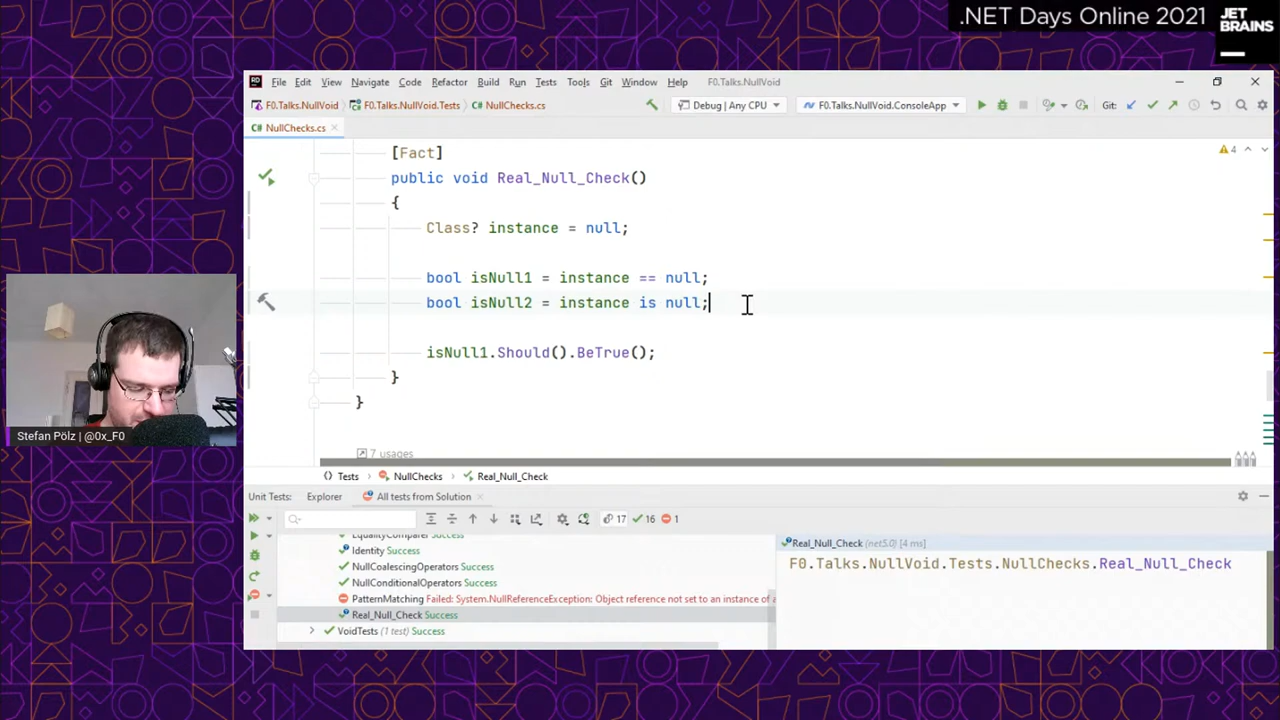 .NET Days Online 2021
JET
BRAINS
RD File Edit View Navigate Code Refactor Build Run Tests Tools Git Window Help F0.Talks.NullVoid
F0.Talks.NullVoid F0.Talks.NullVoid.Tests C# NullChecks.cs Debug | Any CPU F0.Talks.NullVoid.ConsoleApp Git:
C# NullChecks.cs
4
[Fact]
public void Real_Null_Check()
{
Class? instance = null;
bool isNull1 = instance == null;
bool isNull2 = instance is null;
isNull1.Should().BeTrue();
}
}
7 usages
Stefan Pölz | @0x_F0
Tests NullChecks Real_Null_Check
Unit Tests: Explorer All tests from Solution
17 16 1
EqualityComparer Success
Identity Success
NullCoalescingOperators Success
NullConditionalOperators Success
PatternMatching Failed: System.NullReferenceException: Object reference not set to an instance of a
Real_Null_Check Success
VoidTests (1 test) Success
Real_Null_Check (net5.0) [4 ms]
F0.Talks.NullVoid.Tests.NullChecks.Real_Null_Check